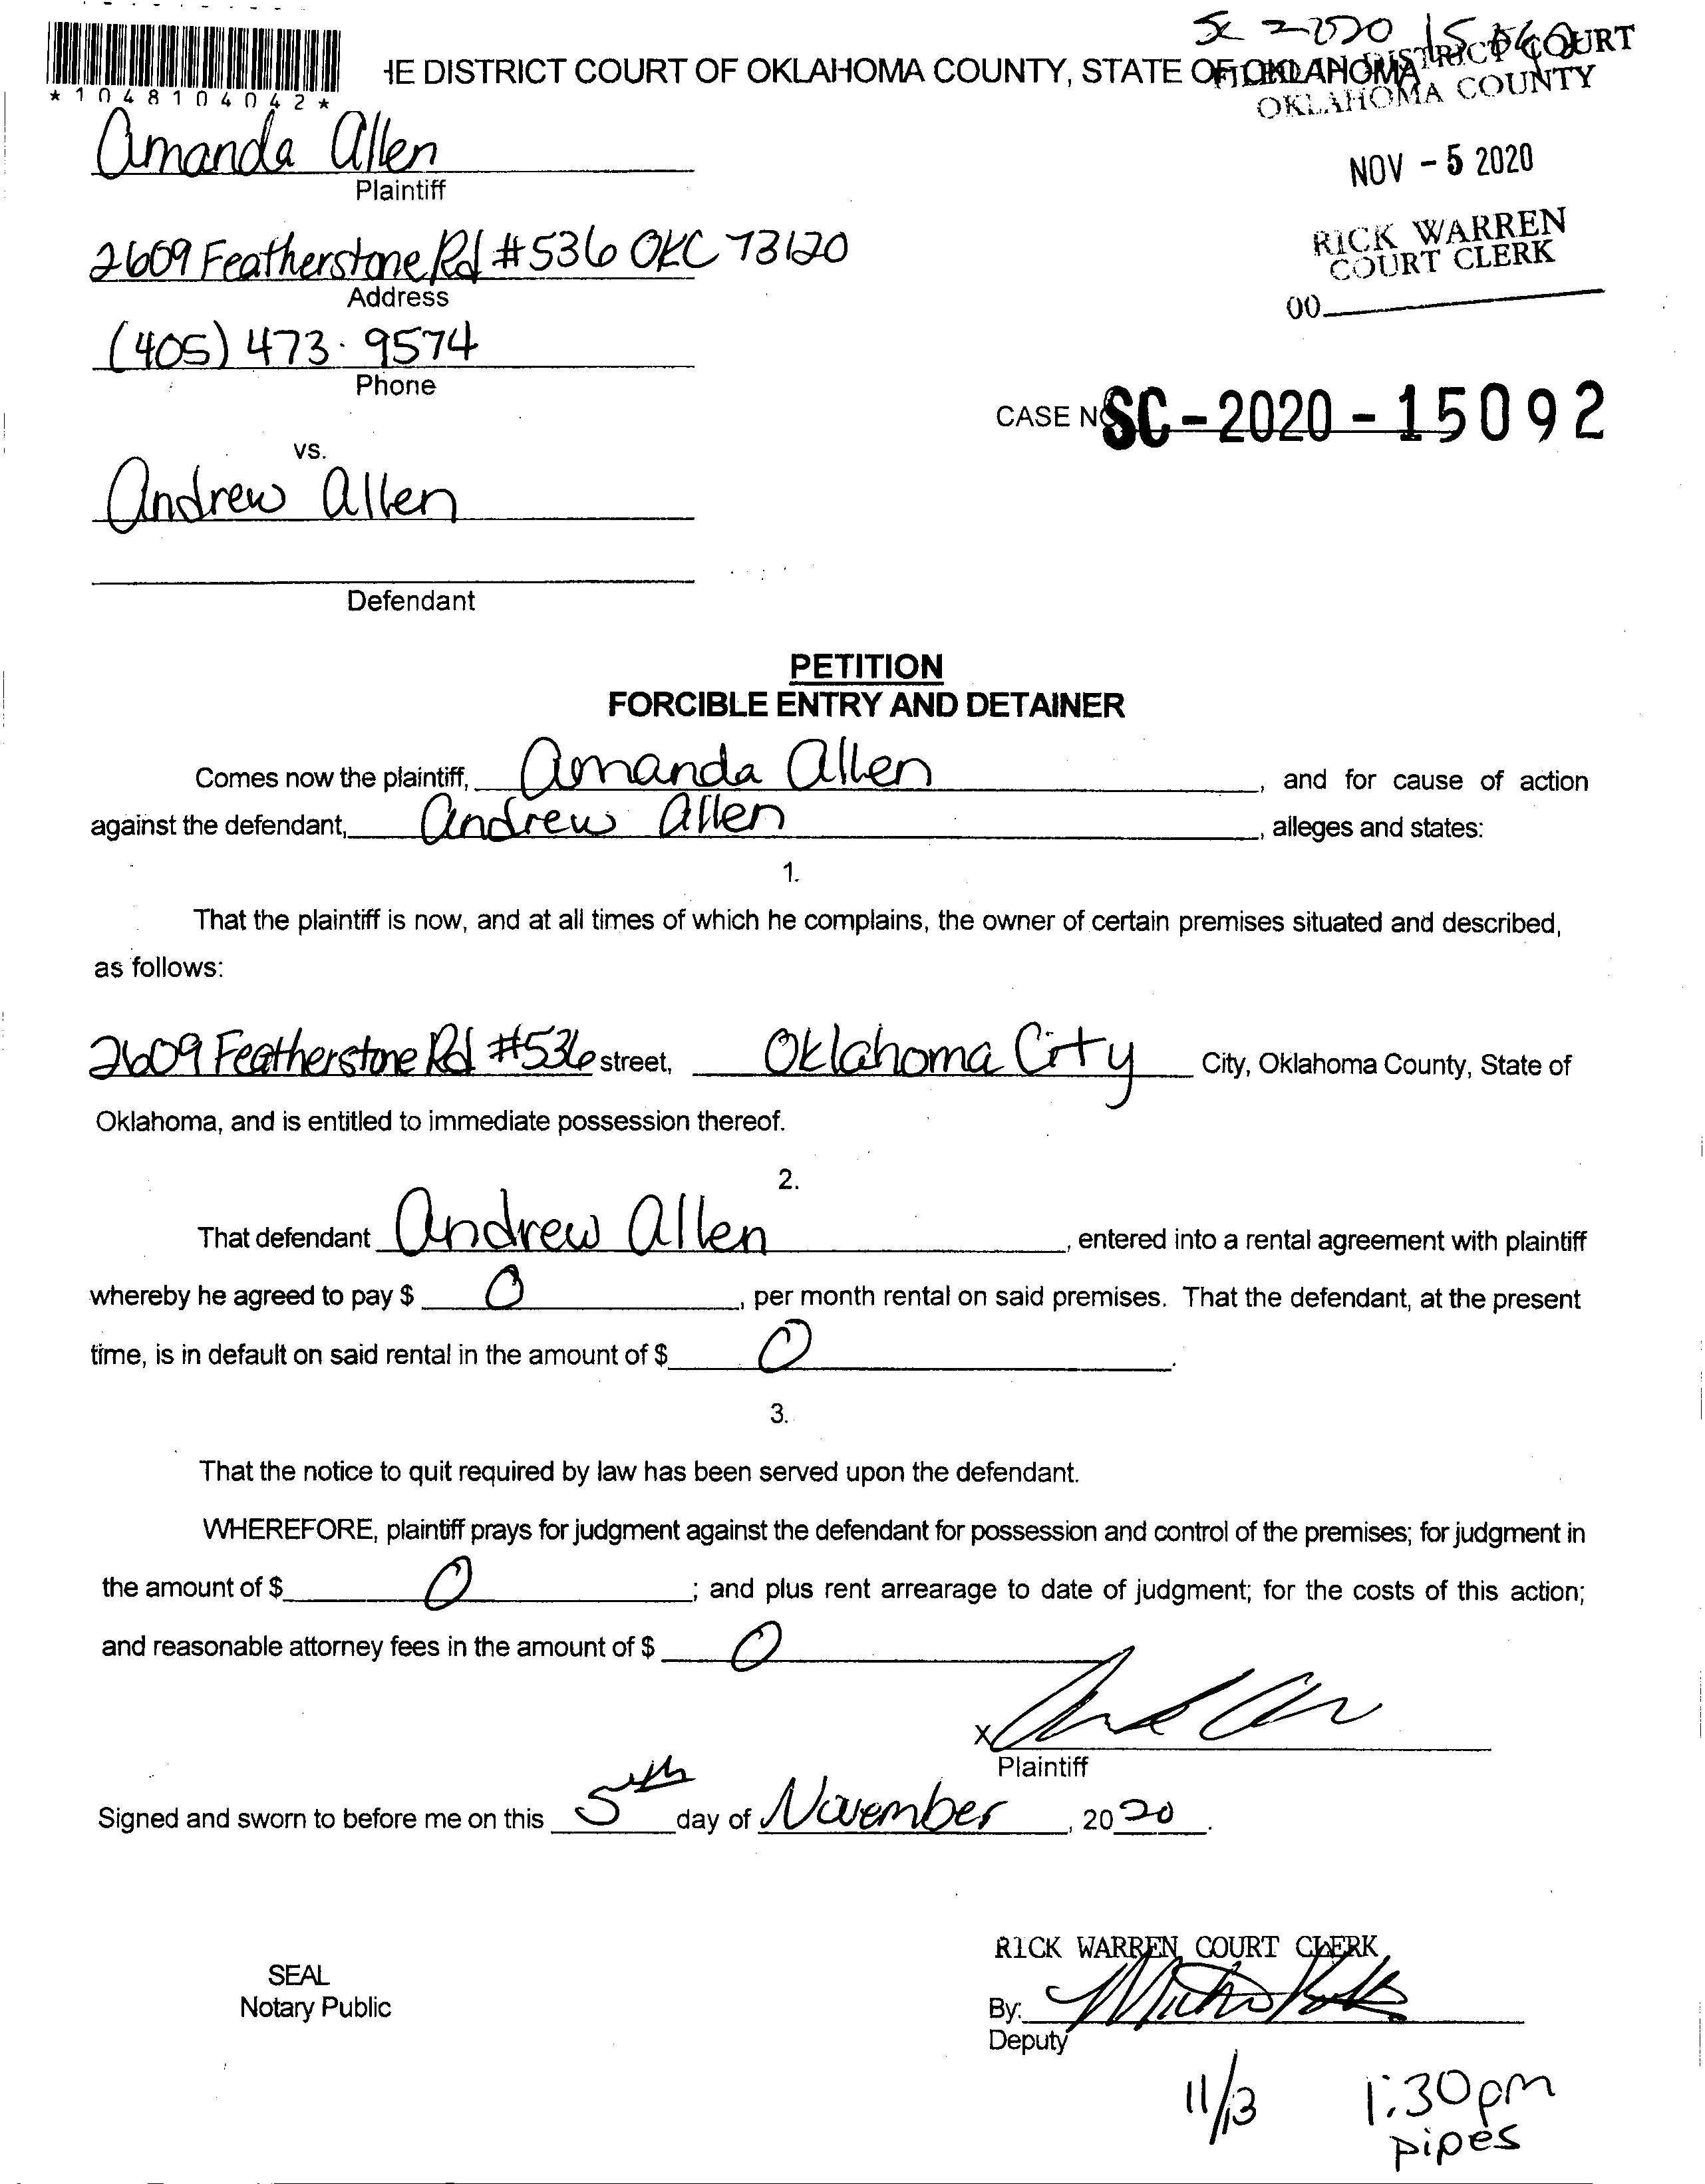 SC 2020 15
*1048104042*
IE DISTRICT COURT OF OKLAHOMA COUNTY, STATE OF OKLAHOMA
FILED IN DISTRICT COURT
OKLAHOMA COUNTY
Amanda Allen
Plaintiff
NOV - 5 2020
2609 Featherstone Rd #536 OKC 73120
Address
RICK WARREN
COURT CLERK
00
(405) 473. 9574
Phone
CASE NO SC-2020-15092
vs.
Andrew Allen
Defendant
PETITION
FORCIBLE ENTRY AND DETAINER
Comes now the plaintiff, Amanda Allen, and for cause of action
against the defendant, Andrew Allen, alleges and states:
1.
That the plaintiff is now, and at all times of which he complains, the owner of certain premises situated and described,
as follows:
2609 Featherstone Rd #536 street, Oklahoma City City, Oklahoma County, State of
Oklahoma, and is entitled to immediate possession thereof.
2.
That defendant Andrew Allen, entered into a rental agreement with plaintiff
whereby he agreed to pay $ 0, per month rental on said premises. That the defendant, at the present
time, is in default on said rental in the amount of $ 0.
3.
That the notice to quit required by law has been served upon the defendant.
WHEREFORE, plaintiff prays for judgment against the defendant for possession and control of the premises; for judgment in
the amount of $ 0; and plus rent arrearage to date of judgment; for the costs of this action;
and reasonable attorney fees in the amount of $ 0
X
Plaintiff
Signed and sworn to before me on this 5th day of November, 2020.
RICK WARREN, COURT CLERK
SEAL
Notary Public
By:
Deputy
11/13 1:30pm
pipes